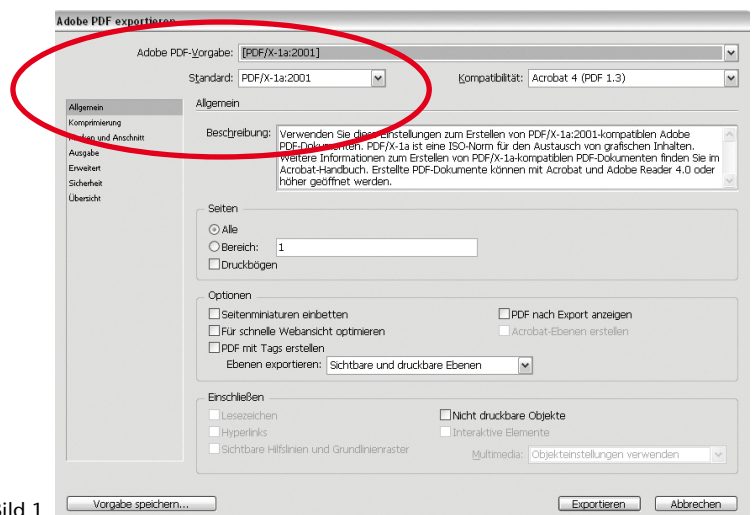 Adobe PDF exportieren
Adobe PDF-Vorgabe: [PDF/X-1a:2001]
Standard: PDF/X-1a:2001 Kompatibilität: Acrobat 4 (PDF 1.3)
Allgemein
Komprimierung
Marken und Anschnitt
Ausgabe
Erweitert
Sicherheit
Übersicht
Allgemein
Beschreibung: Verwenden Sie diese Einstellungen zum Erstellen von PDF/X-1a:2001-kompatiblen Adobe
PDF-Dokumenten. PDF/X-1a ist eine ISO-Norm für den Austausch von grafischen Inhalten.
Weitere Informationen zum Erstellen von PDF/X-1a-kompatiblen PDF-Dokumenten finden Sie im
Acrobat-Handbuch. Erstellte PDF-Dokumente können mit Acrobat und Adobe Reader 4.0 oder
höher geöffnet werden.
Seiten
Alle
Bereich: 1
Druckbögen
Optionen
Seitenminiaturen einbetten PDF nach Export anzeigen
Für schnelle Webansicht optimieren Acrobat-Ebenen erstellen
PDF mit Tags erstellen
Ebenen exportieren: Sichtbare und druckbare Ebenen
Einschließen
Lesezeichen Nicht druckbare Objekte
Hyperlinks Interaktive Elemente
Sichtbare Hilfslinien und Grundlinienraster Multimedia: Objekteinstellungen verwenden
Bild 1 Vorgabe speichern... Exportieren Abbrechen